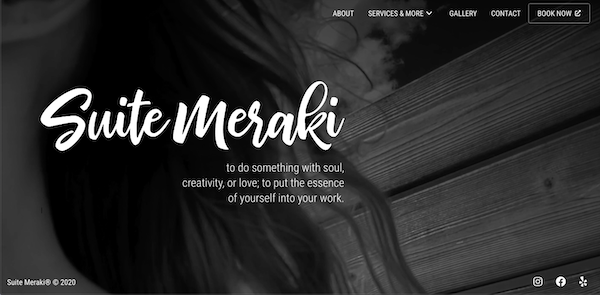 ABOUT SERVICES & MORE GALLERY CONTACT BOOK NOW
Suite Meraki
to do something with soul,
creativity, or love; to put the essence
of yourself into your work.
Suite Meraki® © 2020